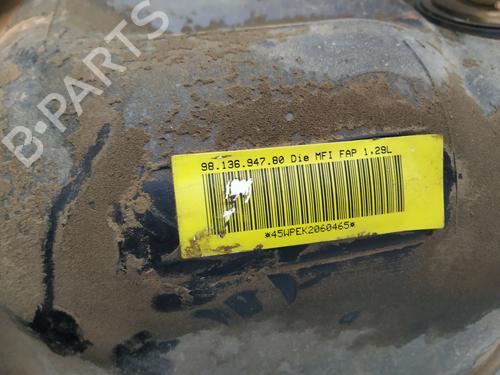 B-PARTS
98.136.947.80 Die MFI FAP 1.29L
*45WPEK2060465*